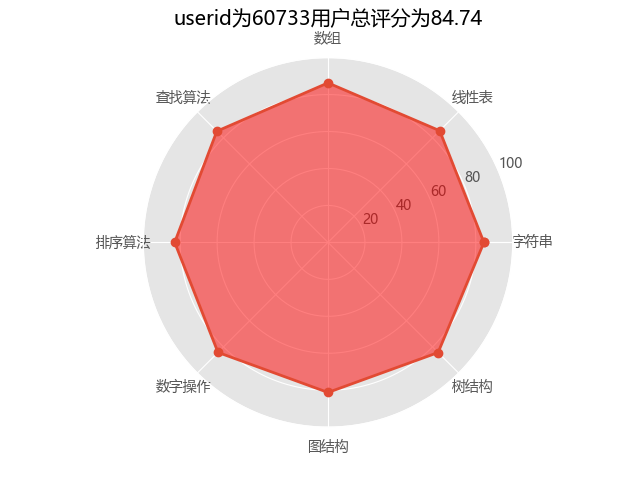 userid为60733用户总评分为84.74
数组
查找算法
线性表
100
80
60
40
20
排序算法
字符串
数字操作
树结构
图结构